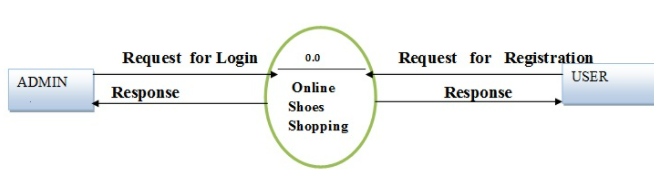 Request for Login
0.0
Request for Registration
ADMIN
USER
Response
Online
Shoes
Shopping
Response